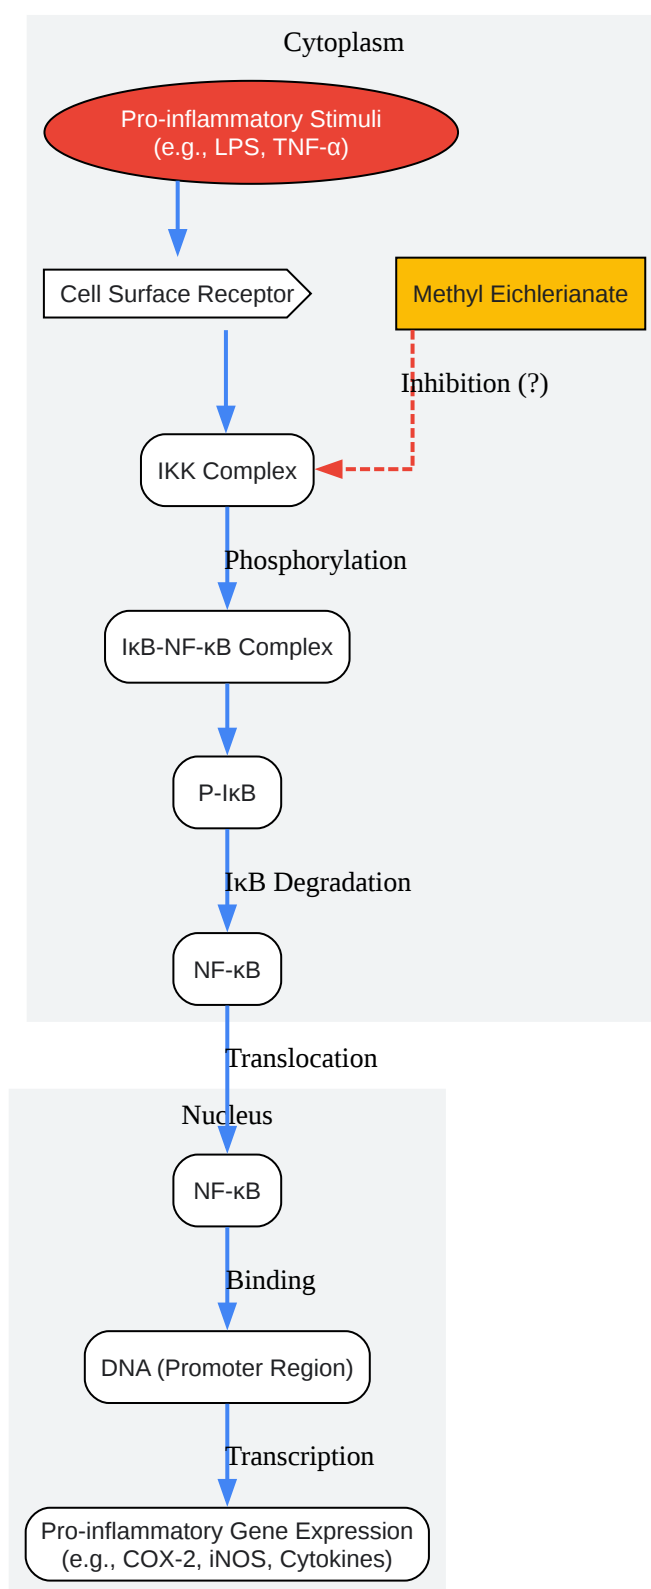 Cytoplasm
Pro-inflammatory Stimuli
(e.g., LPS, TNF-α)
Cell Surface Receptor
Methyl Eichlerianate
Inhibition (?)
IKK Complex
Phosphorylation
IκB-NF-κB Complex
P-IκB
IκB Degradation
NF-κB
Translocation
Nucleus
NF-κB
Binding
DNA (Promoter Region)
Transcription
Pro-inflammatory Gene Expression
(e.g., COX-2, iNOS, Cytokines)